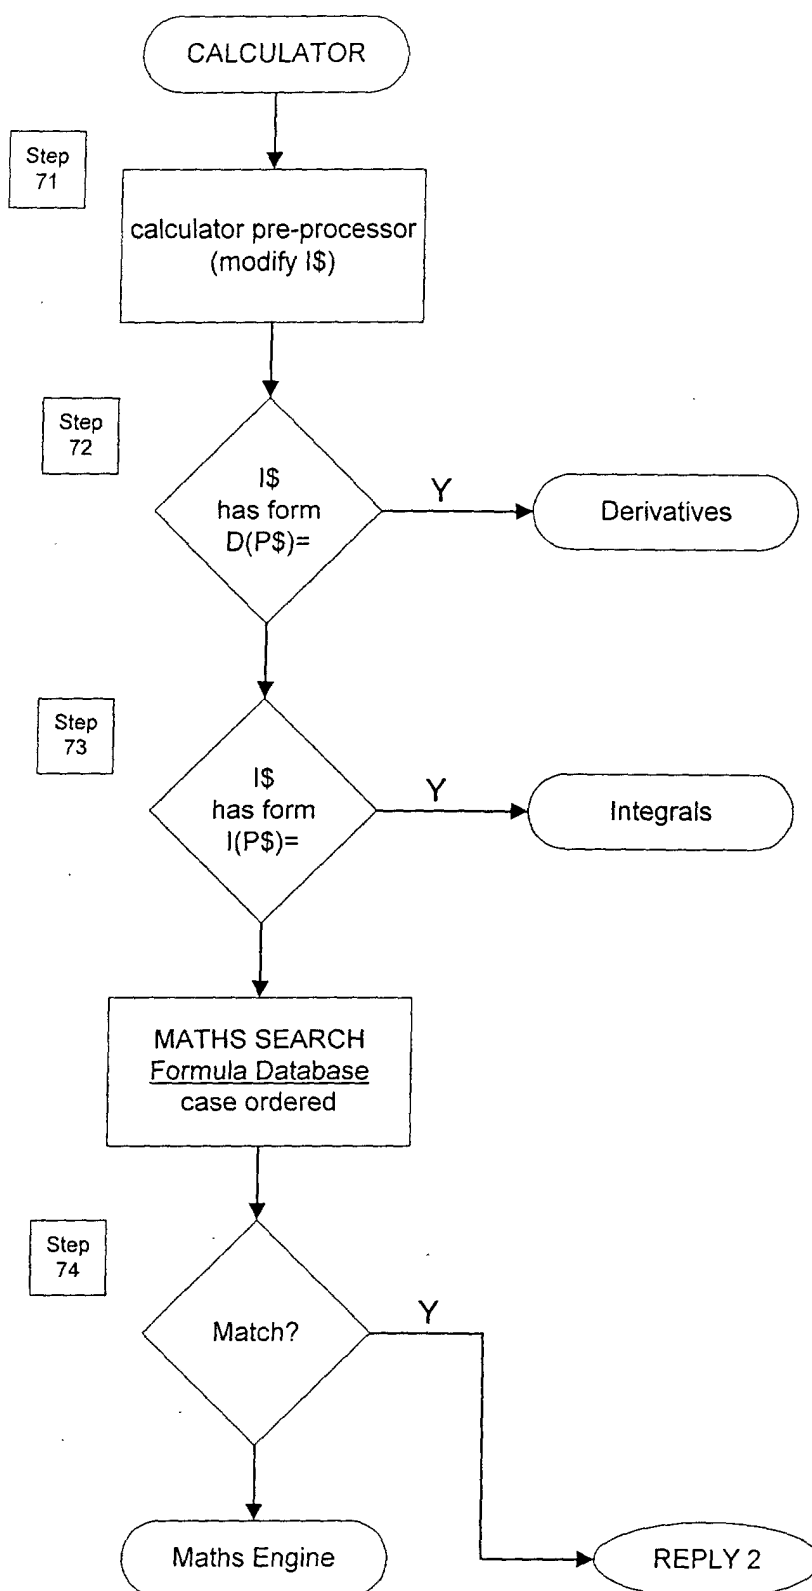 CALCULATOR
Step
71
calculator pre-processor
(modify I$)
Step
72
I$
has form
D(P$)=
Y
Derivatives
Step
73
I$
has form
I(P$)=
Y
Integrals
MATHS SEARCH
Formula Database
case ordered
Step
74
Match?
Y
Maths Engine
REPLY 2